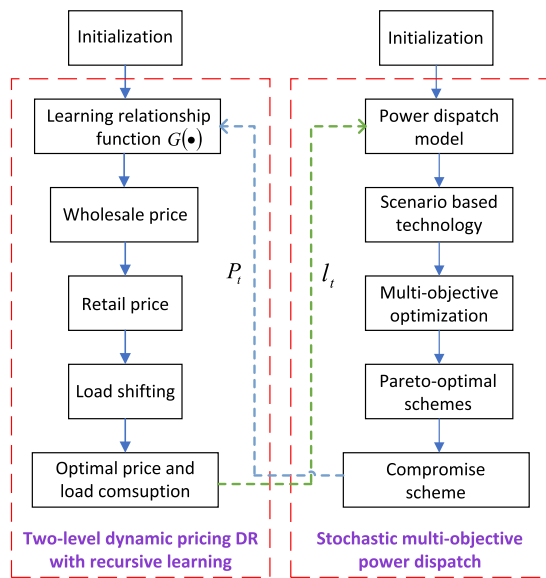 Initialization
Learning relationship
function G(•)
Wholesale price
Retail price
Load shifting
Optimal price and
load comsuption
Two-level dynamic pricing DR
with recursive learning
P_t
l_t
Initialization
Power dispatch
model
Scenario based
technology
Multi-objective
optimization
Pareto-optimal
schemes
Compromise
scheme
Stochastic multi-objective
power dispatch